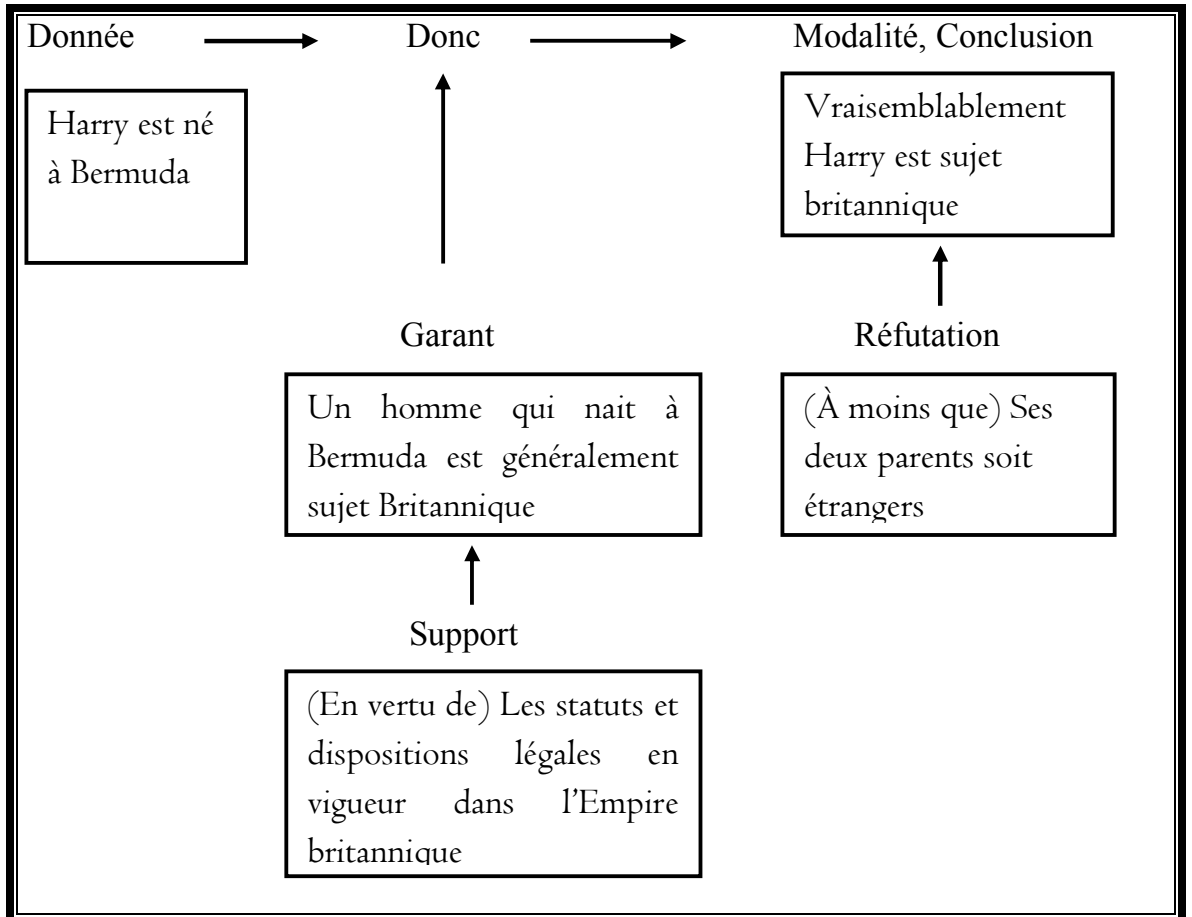 Donnée
Donc
Modalité, Conclusion
Harry est né
à Bermuda
Vraisemblablement
Harry est sujet
britannique
Garant
Réfutation
Un homme qui nait à
Bermuda est généralement
sujet Britannique
(À moins que) Ses
deux parents soit
étrangers
Support
(En vertu de) Les statuts et
dispositions légales en
vigueur dans l’Empire
britannique